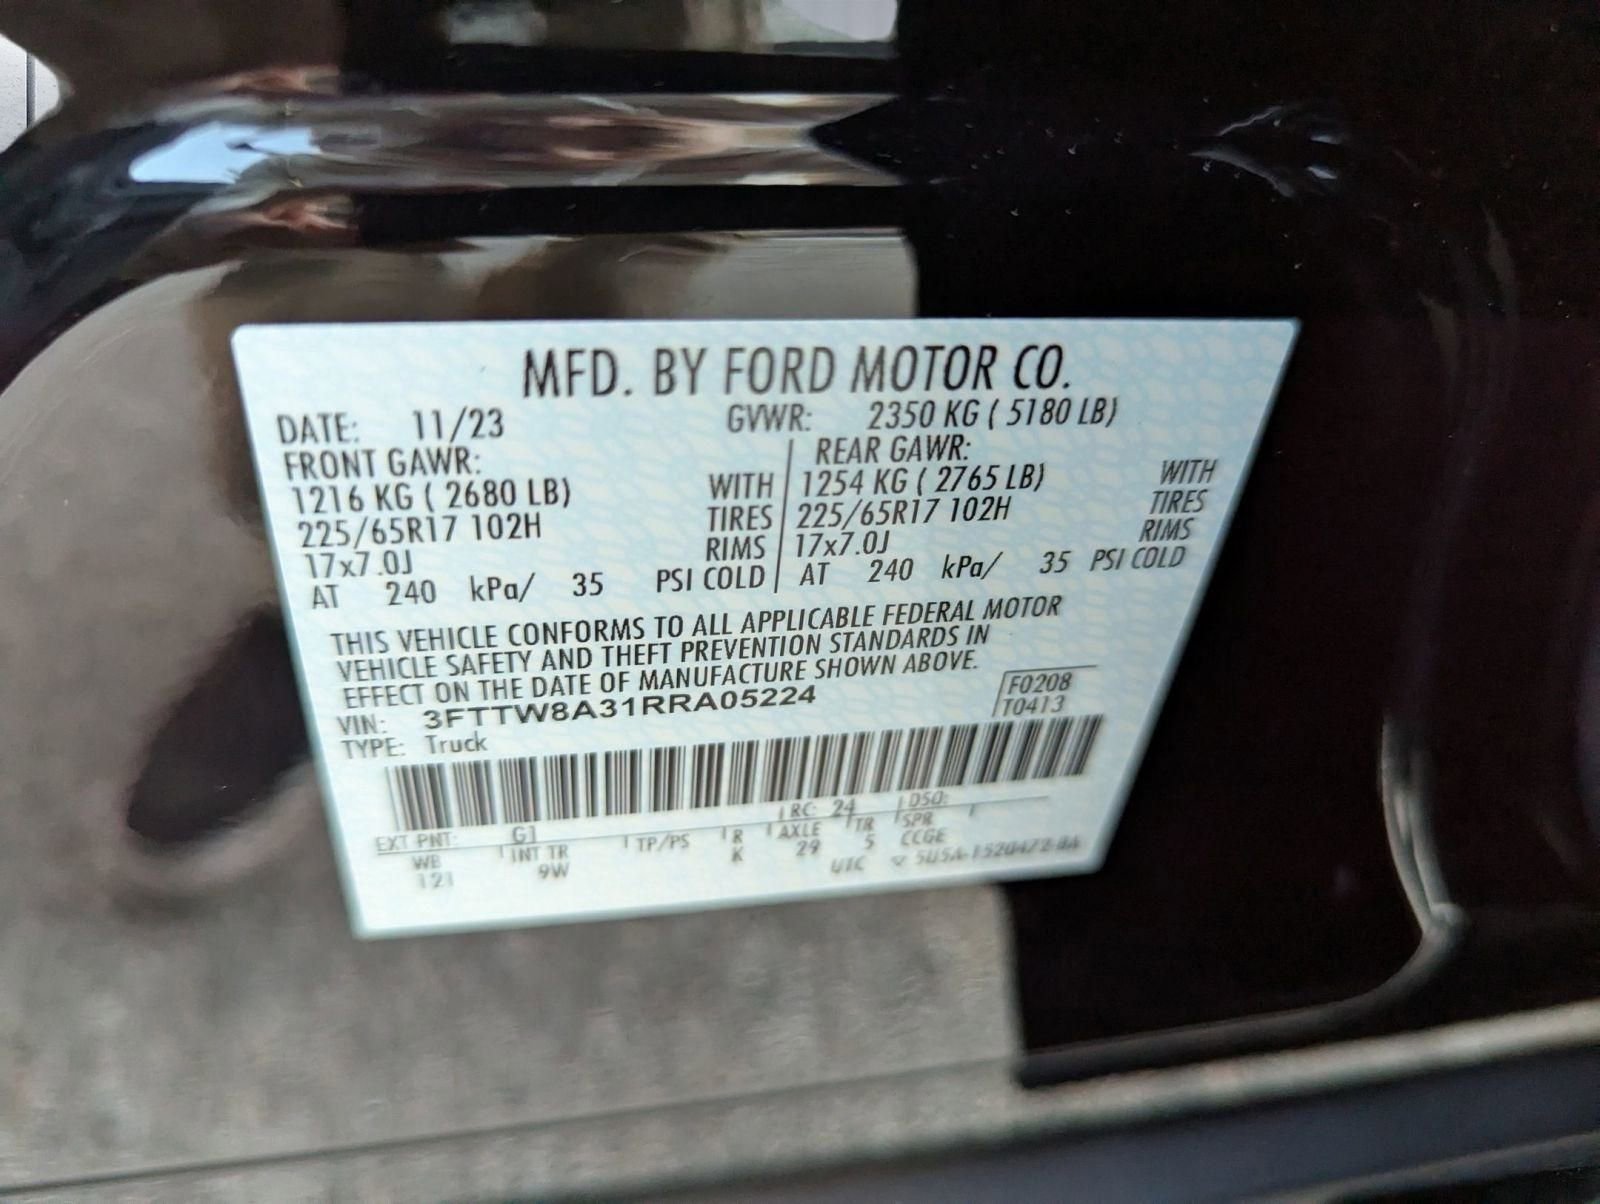 MFD. BY FORD MOTOR CO.
DATE: 11/23 GVWR: 2350 KG ( 5180 LB)
FRONT GAWR: REAR GAWR:
1216 KG ( 2680 LB) WITH 1254 KG ( 2765 LB) WITH
225/65R17 102H TIRES 225/65R17 102H TIRES
17x7.0J RIMS 17x7.0J RIMS
AT 240 kPa/ 35 PSI COLD AT 240 kPa/ 35 PSI COLD
THIS VEHICLE CONFORMS TO ALL APPLICABLE FEDERAL MOTOR
VEHICLE SAFETY AND THEFT PREVENTION STANDARDS IN
EFFECT ON THE DATE OF MANUFACTURE SHOWN ABOVE.
VIN: 3FTTW8A31RRA05224 F0208
TYPE: Truck T0413
EXT PNT: G1 RC: 24 DSO:
WB INT TR TP/PS R AXLE TR SPR
121 9W K 29 5 CCGE
UTC